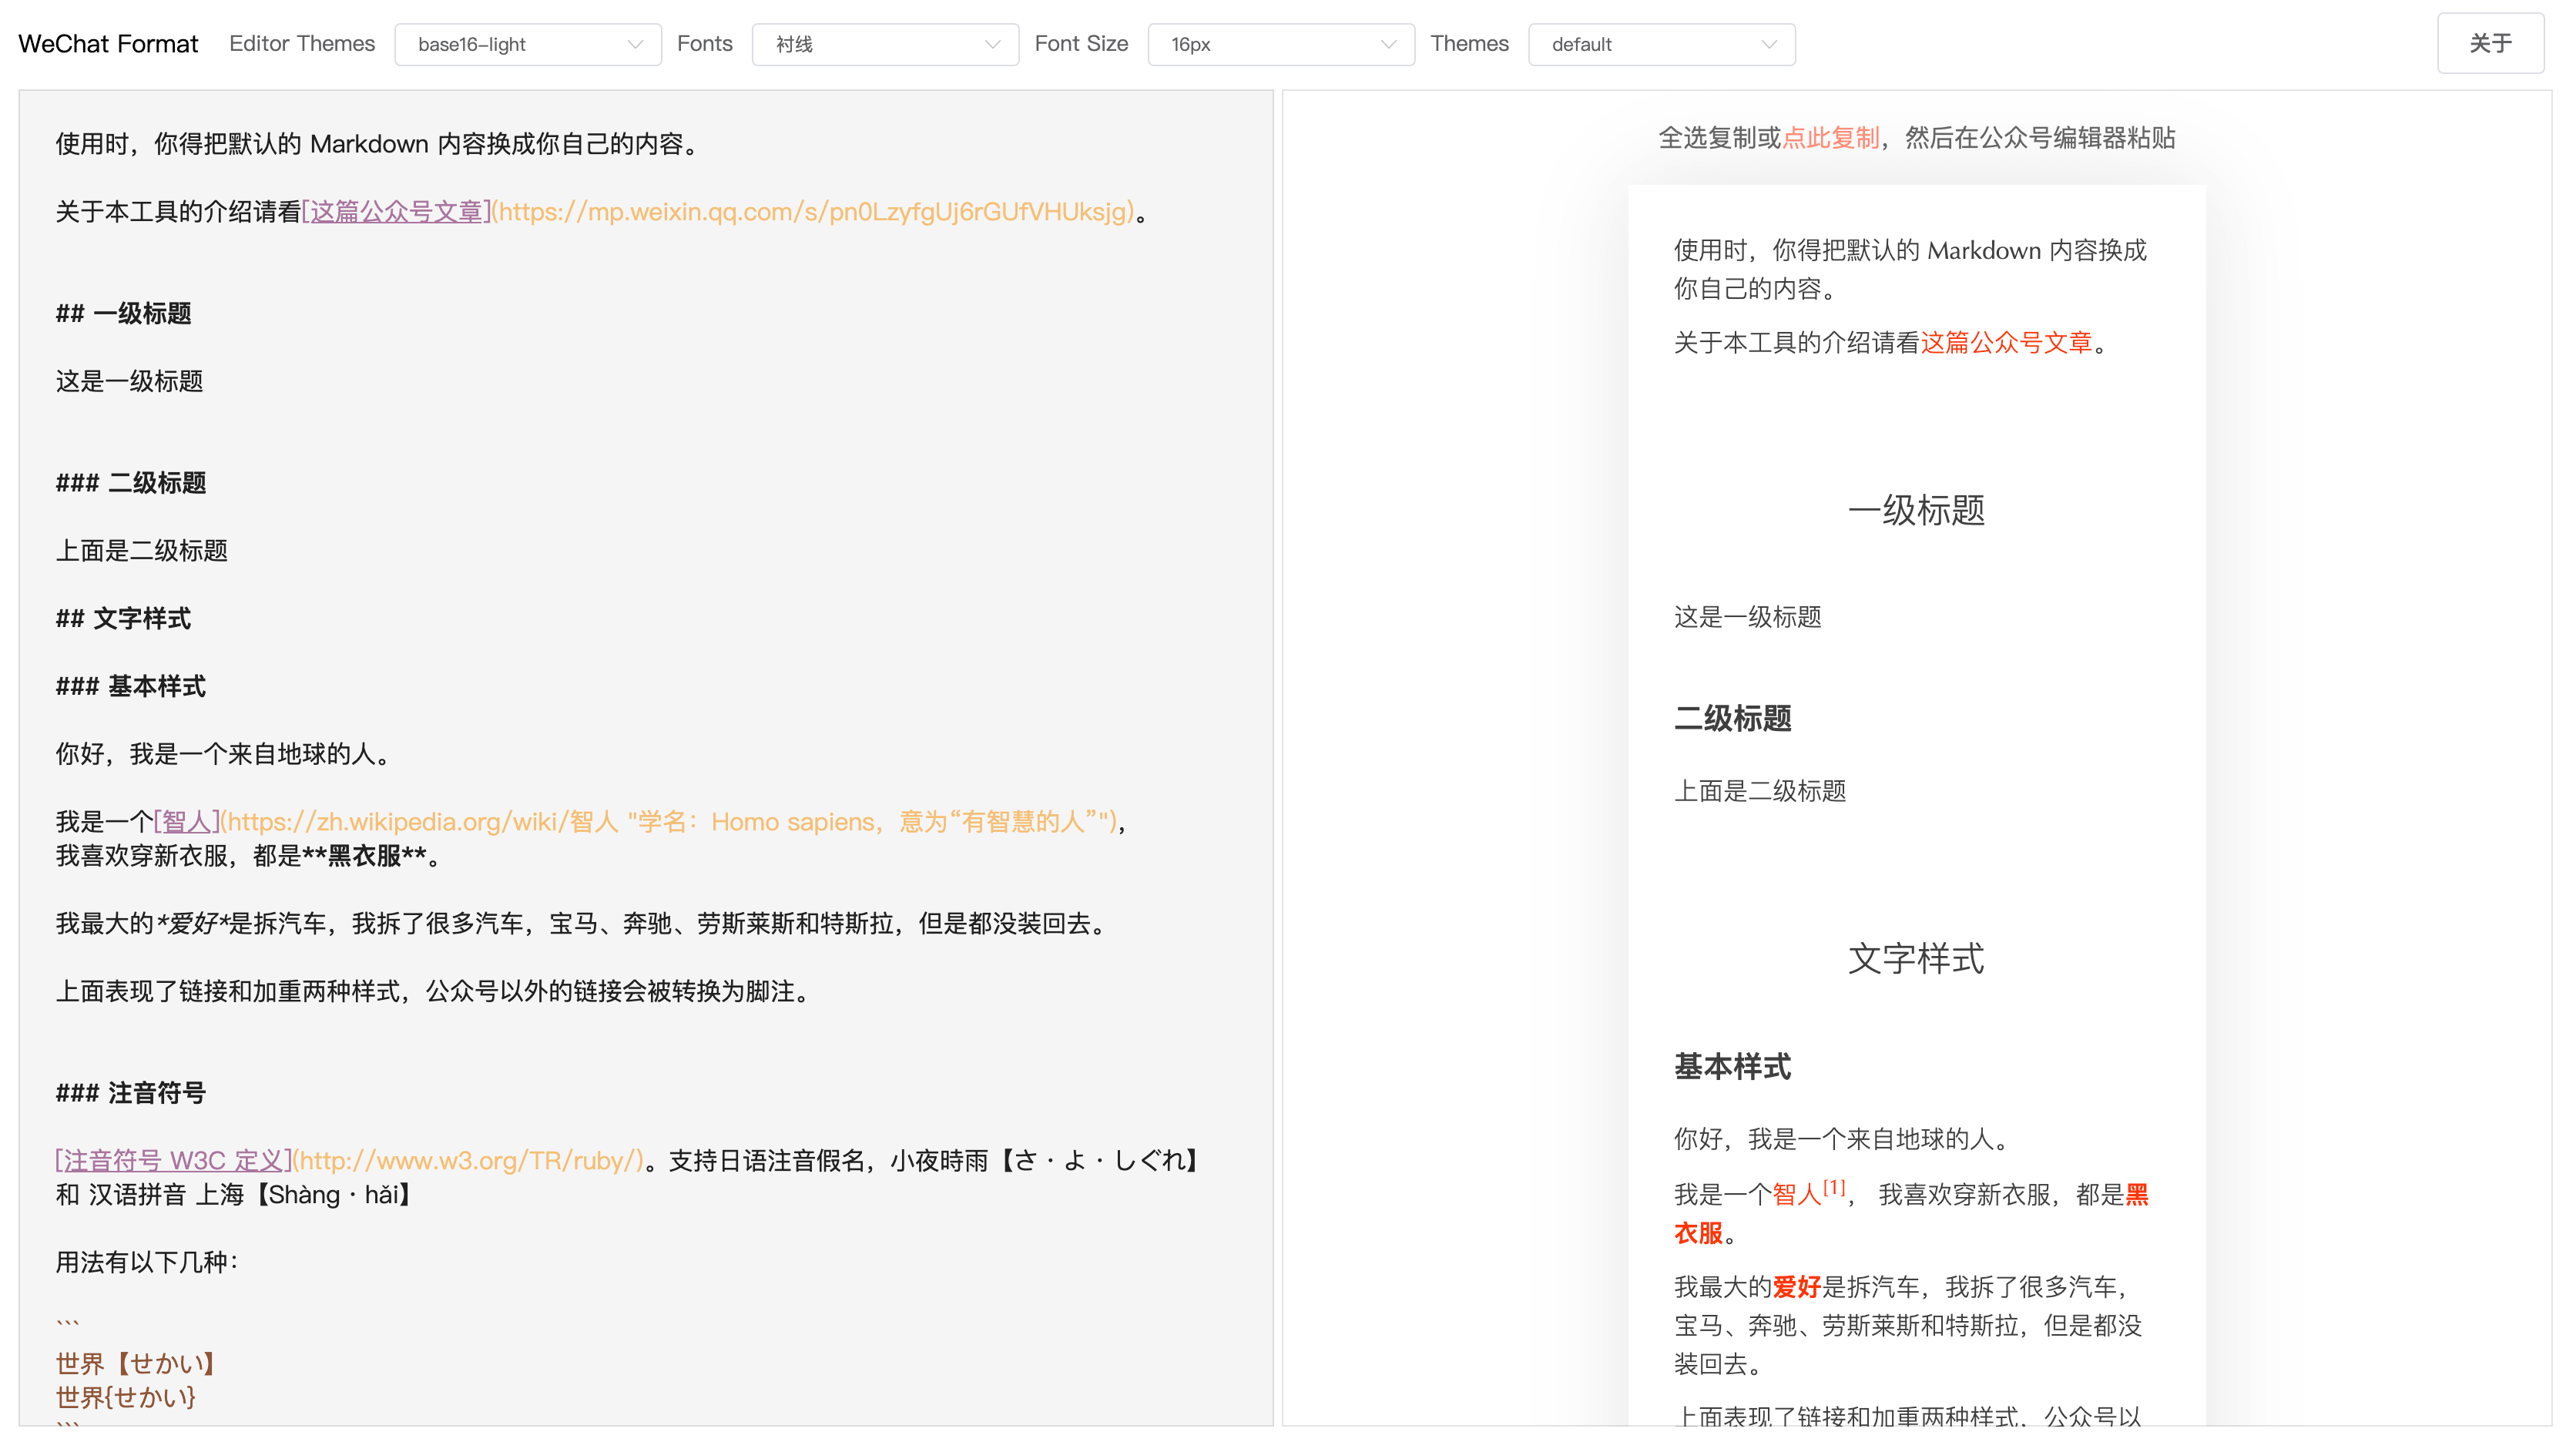 WeChat Format Editor Themes base16-light Fonts 衬线 Font Size 16px Themes default 关于
使用时，你得把默认的 Markdown 内容换成你自己的内容。
关于本工具的介绍请看[这篇公众号文章](https://mp.weixin.qq.com/s/pn0LzyfgUj6rGUfVHUksjg)。
## 一级标题
这是一级标题
### 二级标题
上面是二级标题
## 文字样式
### 基本样式
你好，我是一个来自地球的人。
我是一个[智人](https://zh.wikipedia.org/wiki/智人 "学名：Homo sapiens，意为“有智慧的人”")，
我喜欢穿新衣服，都是**黑衣服**。
我最大的*爱好*是拆汽车，我拆了很多汽车，宝马、奔驰、劳斯莱斯和特斯拉，但是都没装回去。
上面表现了链接和加重两种样式，公众号以外的链接会被转换为脚注。
### 注音符号
[注音符号 W3C 定义](http://www.w3.org/TR/ruby/)。支持日语注音假名，小夜時雨【さ・よ・しぐれ】
和 汉语拼音 上海【Shàng・hǎi】
用法有以下几种：
```
世界【せかい】
世界{せかい}
```
全选复制或点此复制，然后在公众号编辑器粘贴
使用时，你得把默认的 Markdown 内容换成
你自己的内容。
关于本工具的介绍请看这篇公众号文章。
一级标题
这是一级标题
二级标题
上面是二级标题
文字样式
基本样式
你好，我是一个来自地球的人。
我是一个智人[1]， 我喜欢穿新衣服，都是黑
衣服。
我最大的爱好是拆汽车，我拆了很多汽车，
宝马、奔驰、劳斯莱斯和特斯拉，但是都没
装回去。
上面表现了链接和加重两种样式，公众号以